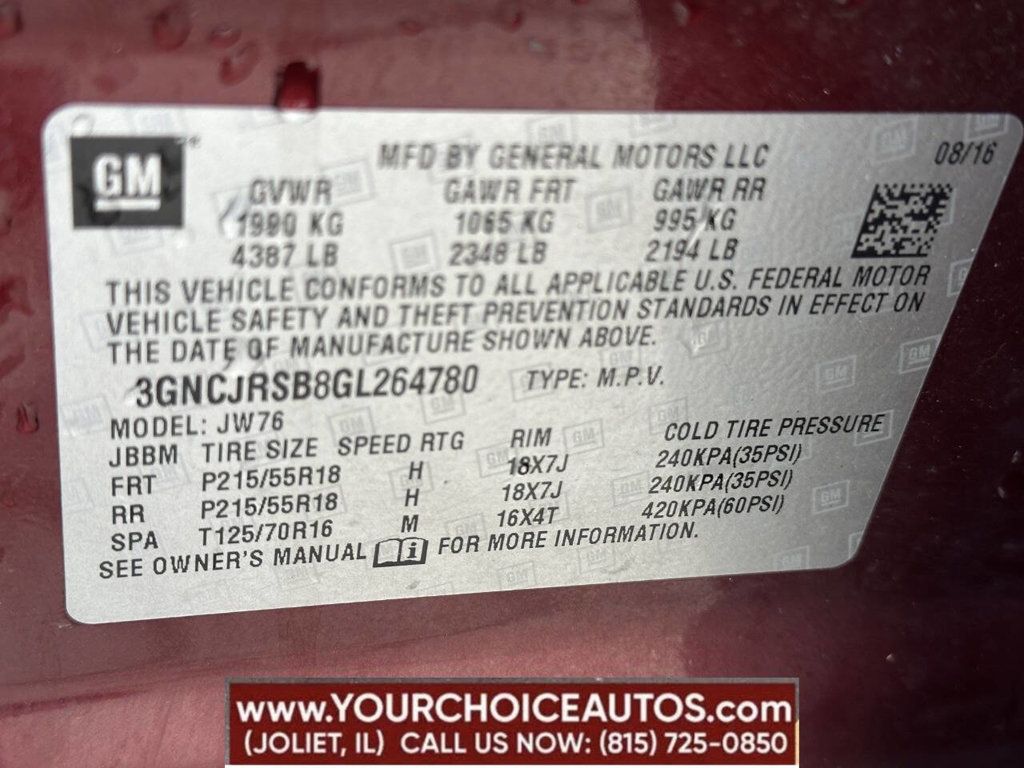 GM
MFD BY GENERAL MOTORS LLC 08/16
GVWR GAWR FRT GAWR RR
1990 KG 1065 KG 995 KG
4387 LB 2348 LB 2194 LB
THIS VEHICLE CONFORMS TO ALL APPLICABLE U.S. FEDERAL MOTOR
VEHICLE SAFETY AND THEFT PREVENTION STANDARDS IN EFFECT ON
THE DATE OF MANUFACTURE SHOWN ABOVE.
3GNCJRSB8GL264780 TYPE: M.P.V.
MODEL: JW76
JBBM TIRE SIZE SPEED RTG RIM COLD TIRE PRESSURE
FRT P215/55R18 H 18X7J 240KPA(35PSI)
RR P215/55R18 H 18X7J 240KPA(35PSI)
SPA T125/70R16 M 16X4T 420KPA(60PSI)
SEE OWNER'S MANUAL FOR MORE INFORMATION.
WWW.YOURCHOICEAUTOS.com
(JOLIET, IL) CALL US NOW: (815) 725-0850